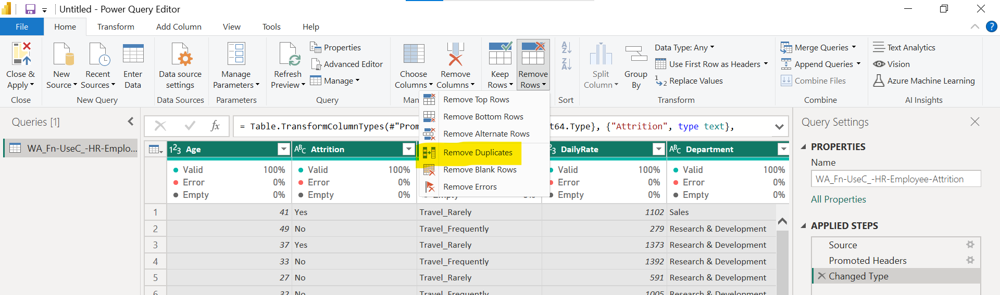 Untitled - Power Query Editor
File Home Transform Add Column View Tools Help
Close & Apply
Close
New Source
Recent Sources
Enter Data
New Query
Data source settings
Data Sources
Manage Parameters
Parameters
Refresh Preview
Properties
Advanced Editor
Manage
Query
Choose Columns
Remove Columns
Keep Rows
Remove Rows
Sort
Split Column
Group By
Data Type: Any
Use First Row as Headers
Replace Values
Transform
Merge Queries
Append Queries
Combine Files
Combine
Text Analytics
Vision
Azure Machine Learning
AI Insights
Remove Top Rows
Remove Bottom Rows
Remove Alternate Rows
Remove Duplicates
Remove Blank Rows
Remove Errors
Queries [1]
WA_Fn-UseC_-HR-Emplo...
= Table.TransformColumnTypes(#"Prom t64.Type}, {"Attrition", type text},
Age Attrition DailyRate Department
Valid 100% Valid 100% Valid 100% Valid 100%
Error 0% Error 0% Error 0% Error 0%
Empty 0% Empty 0% Empty 0% Empty 0% Empty 0%
1 41 Yes Travel_Rarely 1102 Sales
2 49 No Travel_Frequently 279 Research & Development
3 37 Yes Travel_Rarely 1373 Research & Development
4 33 No Travel_Frequently 1392 Research & Development
5 27 No Travel_Rarely 591 Research & Development
6 32 No Travel_Frequently 1005 Research & Development
Query Settings
PROPERTIES
Name
WA_Fn-UseC_-HR-Employee-Attrition
All Properties
APPLIED STEPS
Source
Promoted Headers
Changed Type